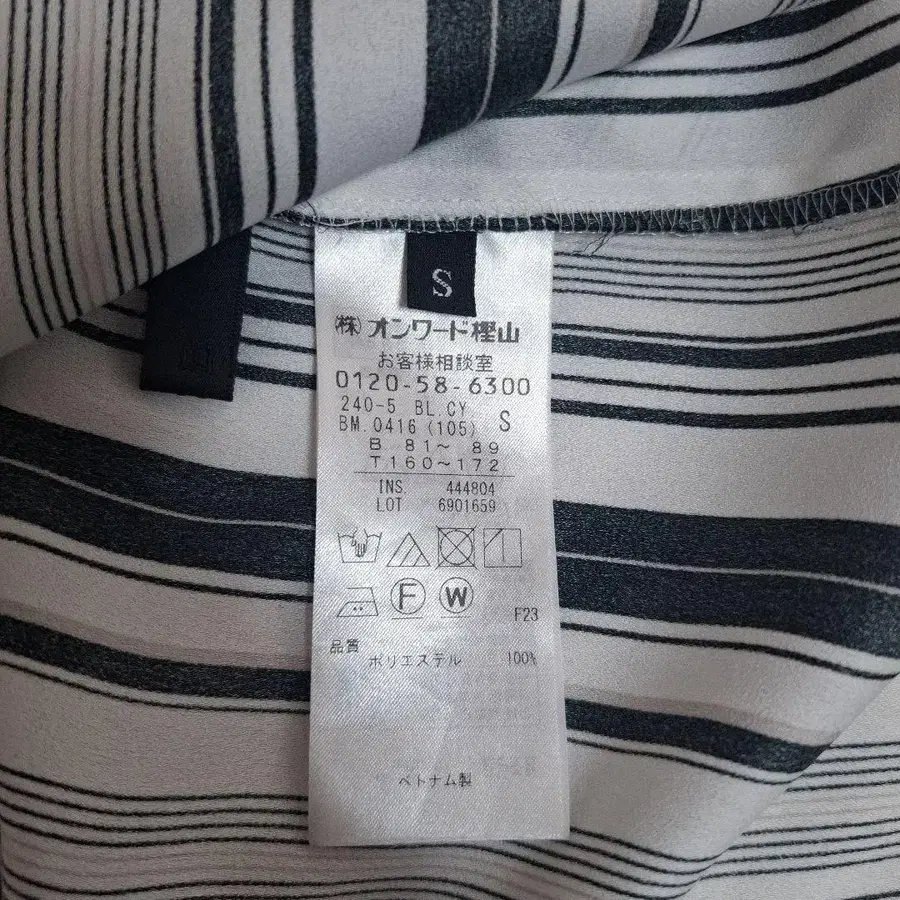 S
(株)オンワード樫山
お客様相談室
0120-58-6300
240-5 BL.CY
BM.0416(105) S
B 81～ 89
T160～172
INS. 444804
LOT 6901659
F W
F23
品質
ポリエステル 100%
ベトナム製